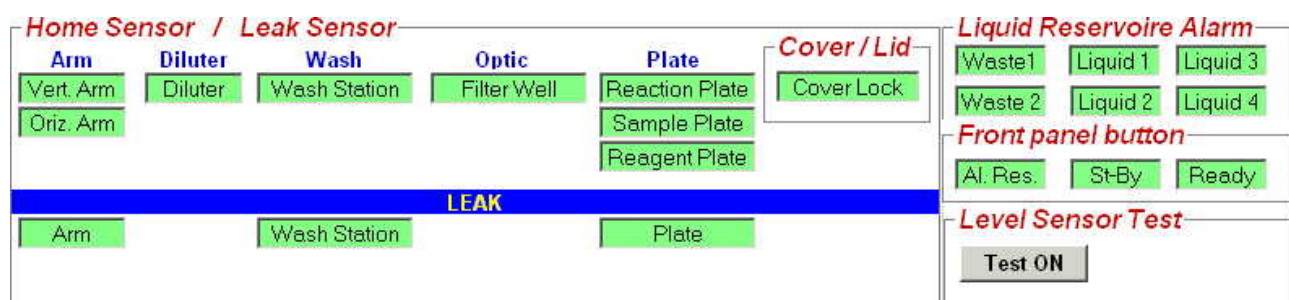 Home Sensor / Leak Sensor
Arm Diluter Wash Optic Plate
Vert. Arm Diluter Wash Station Filter Well Reaction Plate
Oriz. Arm Sample Plate
Reagent Plate
Cover / Lid
Cover Lock
LEAK
Arm Wash Station Plate
Liquid Reservoire Alarm
Waste1 Liquid 1 Liquid 3
Waste 2 Liquid 2 Liquid 4
Front panel button
Al. Res. St-By Ready
Level Sensor Test
Test ON